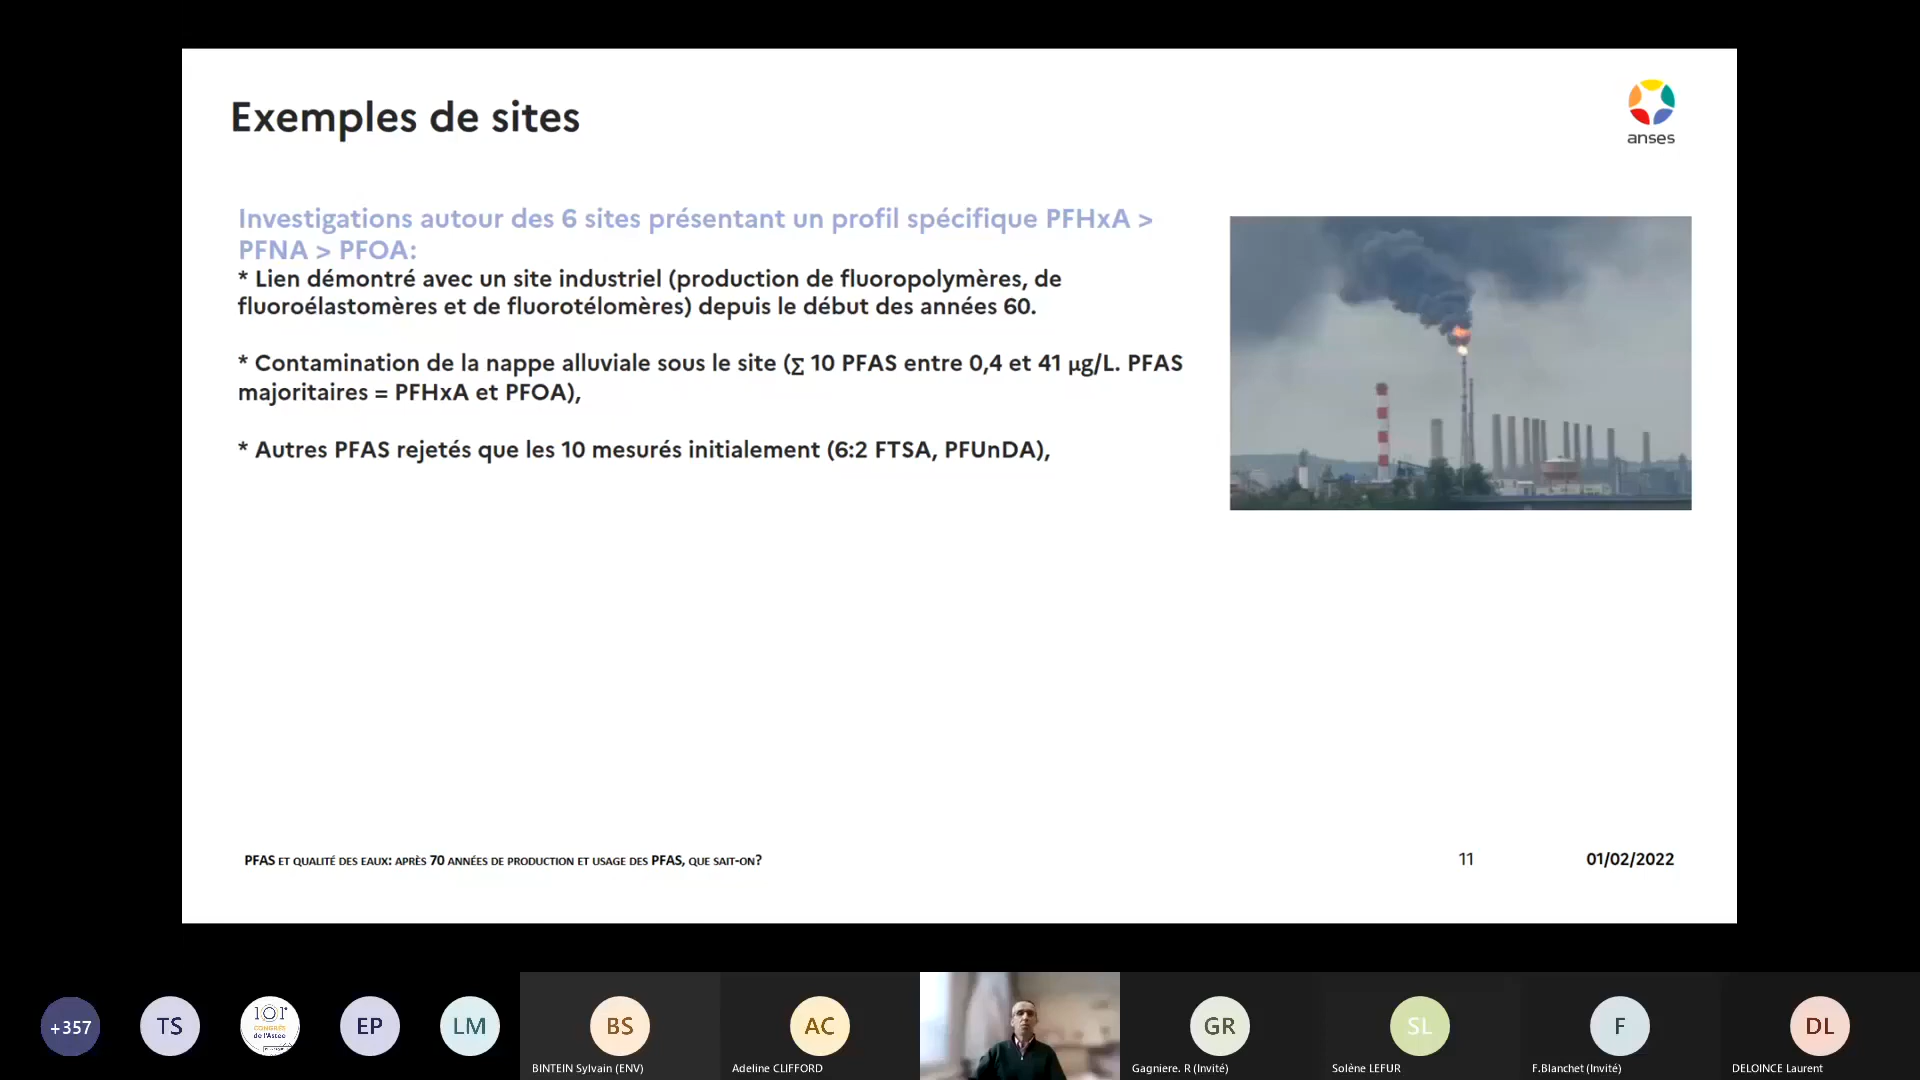 Exemples de sites
anses
Investigations autour des 6 sites présentant un profil spécifique PFHxA >
PFNA > PFOA:
* Lien démontré avec un site industriel (production de fluoropolymères, de
fluoroélastomères et de fluorotélomères) depuis le début des années 60.
* Contamination de la nappe alluviale sous le site (∑ 10 PFAS entre 0,4 et 41 µg/L. PFAS
majoritaires = PFHxA et PFOA),
* Autres PFAS rejetés que les 10 mesurés initialement (6:2 FTSA, PFUnDA),
PFAS ET QUALITÉ DES EAUX: APRÈS 70 ANNÉES DE PRODUCTION ET USAGE DES PFAS, QUE SAIT-ON?
11
01/02/2022
+357
TS
101e
CONGRÈS
de l'Astee
EP
LM
BS
BINTEIN Sylvain (ENV)
AC
Adeline CLIFFORD
GR
Gagniere. R (Invité)
SL
Solène LEFUR
F
F.Blanchet (Invité)
DL
DELOINCE Laurent